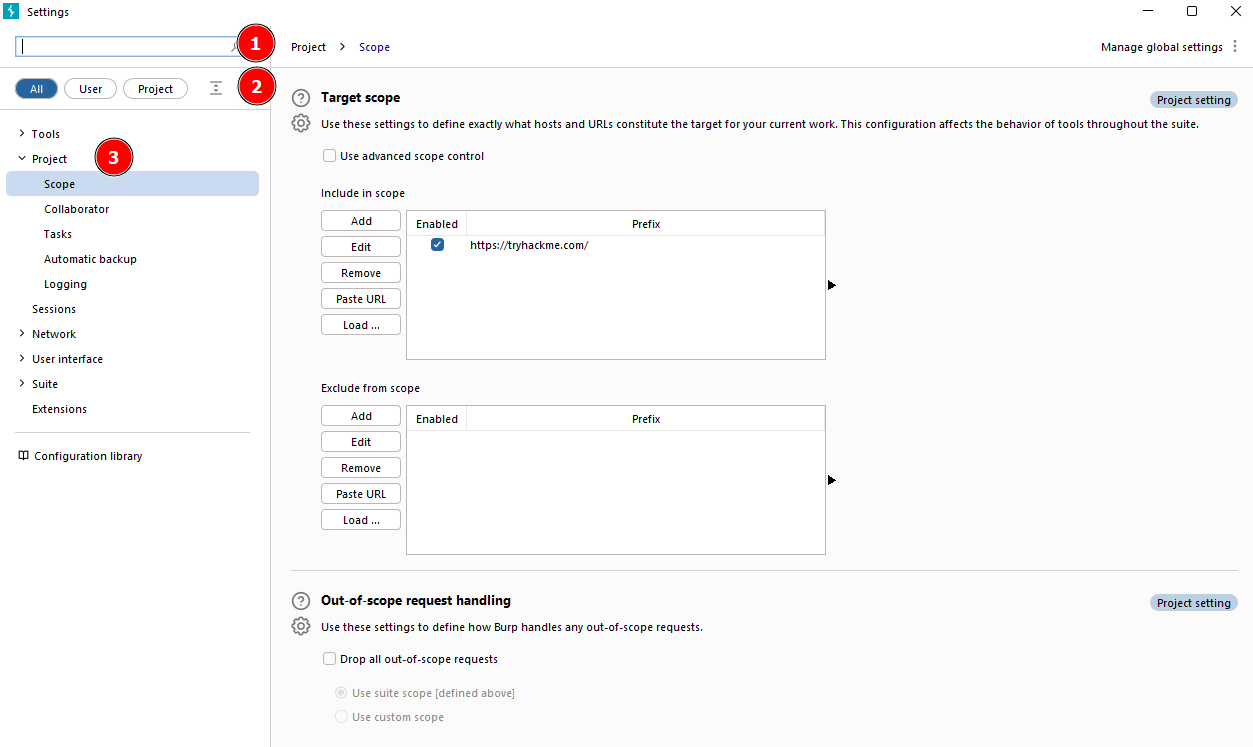 Settings
1
Project > Scope
Manage global settings
All
User
Project
2
Tools
Project
3
Scope
Collaborator
Tasks
Automatic backup
Logging
Sessions
Network
User interface
Suite
Extensions
Configuration library
Target scope
Project setting
Use these settings to define exactly what hosts and URLs constitute the target for your current work. This configuration affects the behavior of tools throughout the suite.
Use advanced scope control
Include in scope
Add
Edit
Remove
Paste URL
Load ...
Enabled
Prefix
https://tryhackme.com/
Exclude from scope
Add
Edit
Remove
Paste URL
Load ...
Enabled
Prefix
Out-of-scope request handling
Project setting
Use these settings to define how Burp handles any out-of-scope requests.
Drop all out-of-scope requests
Use suite scope [defined above]
Use custom scope